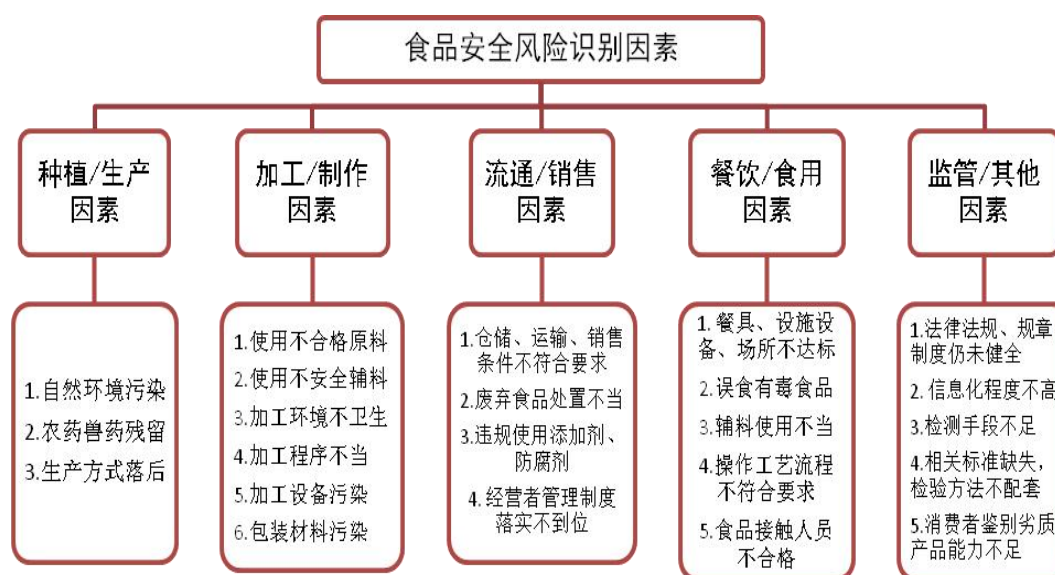 食品安全风险识别因素
种植/生产
因素
加工/制作
因素
流通/销售
因素
餐饮/食用
因素
监管/其他
因素
1.自然环境污染
2.农药兽药残留
3.生产方式落后
1.使用不合格原料
2.使用不安全辅料
3.加工环境不卫生
4.加工程序不当
5.加工设备污染
6.包装材料污染
1.仓储、运输、销售
条件不符合要求
2.废弃食品处置不当
3.违规使用添加剂、
防腐剂
4.经营者管理制度
落实不到位
1.餐具、设施设
备、场所不达标
2.误食有毒食品
3.辅料使用不当
4.操作工艺流程
不符合要求
5.食品接触人员
不合格
1.法律法规、规章
制度仍未健全
2.信息化程度不高
3.检测手段不足
4.相关标准缺失，
检验方法不配套
5.消费者鉴别劣质
产品能力不足